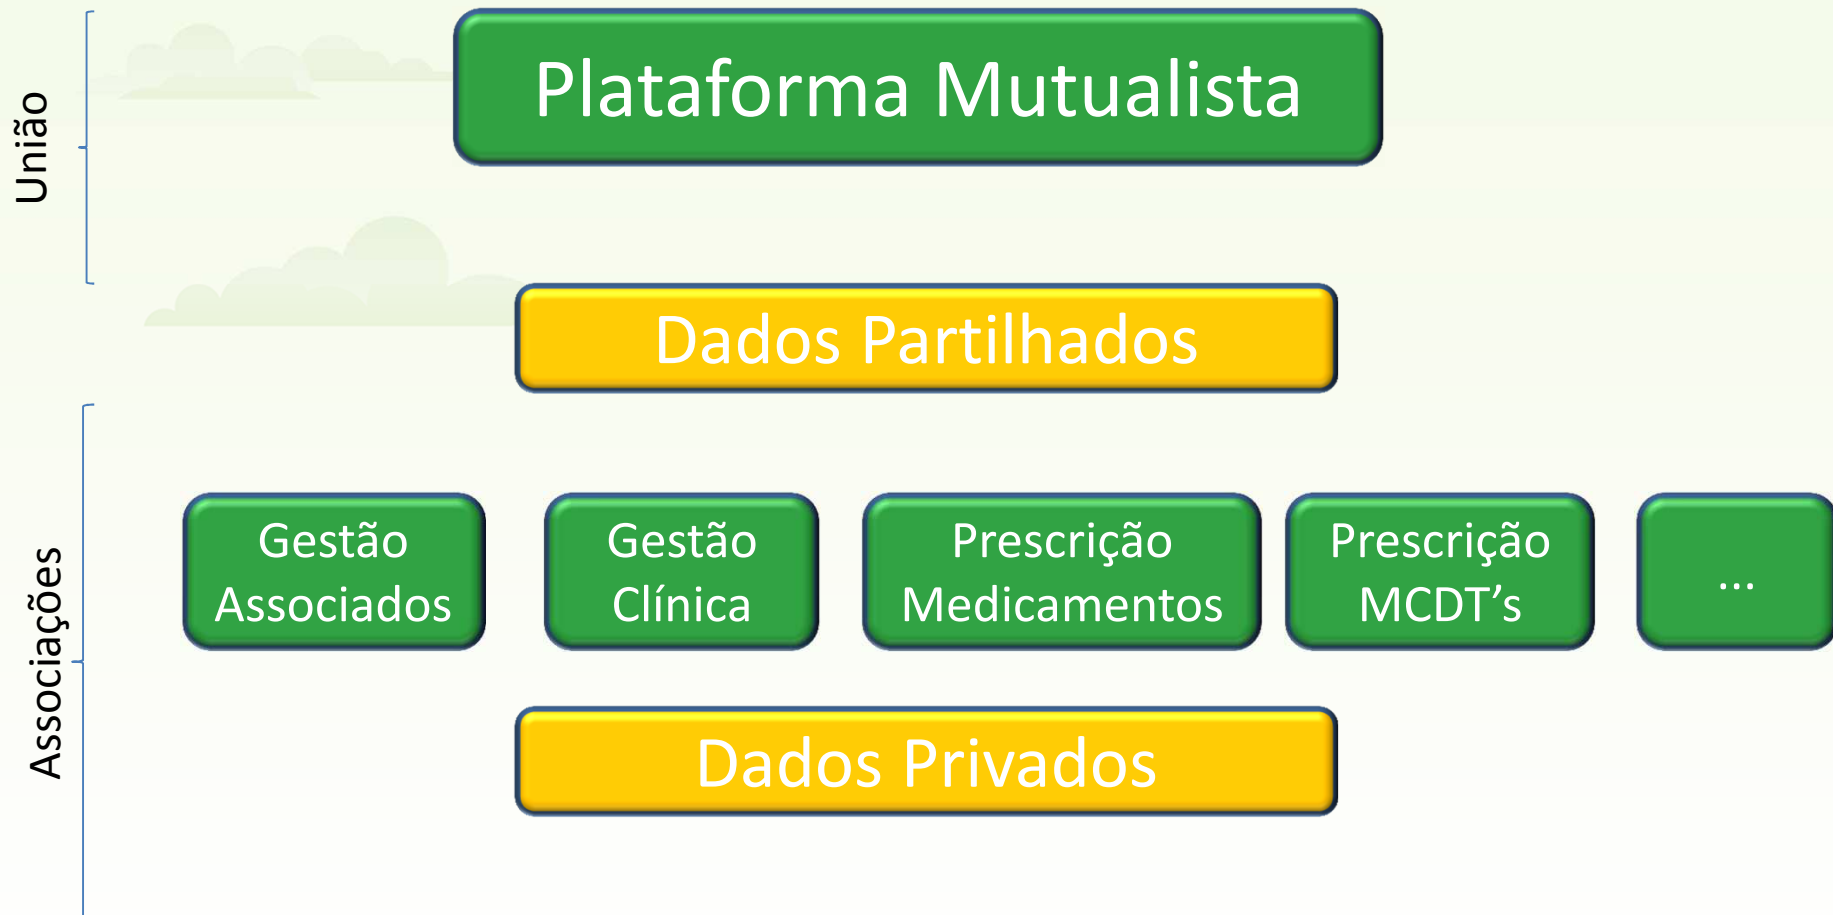 União
Plataforma Mutualista
Dados Partilhados
Associações
Gestão
Associados
Gestão
Clínica
Prescrição
Medicamentos
Prescrição
MCDT’s
...
Dados Privados